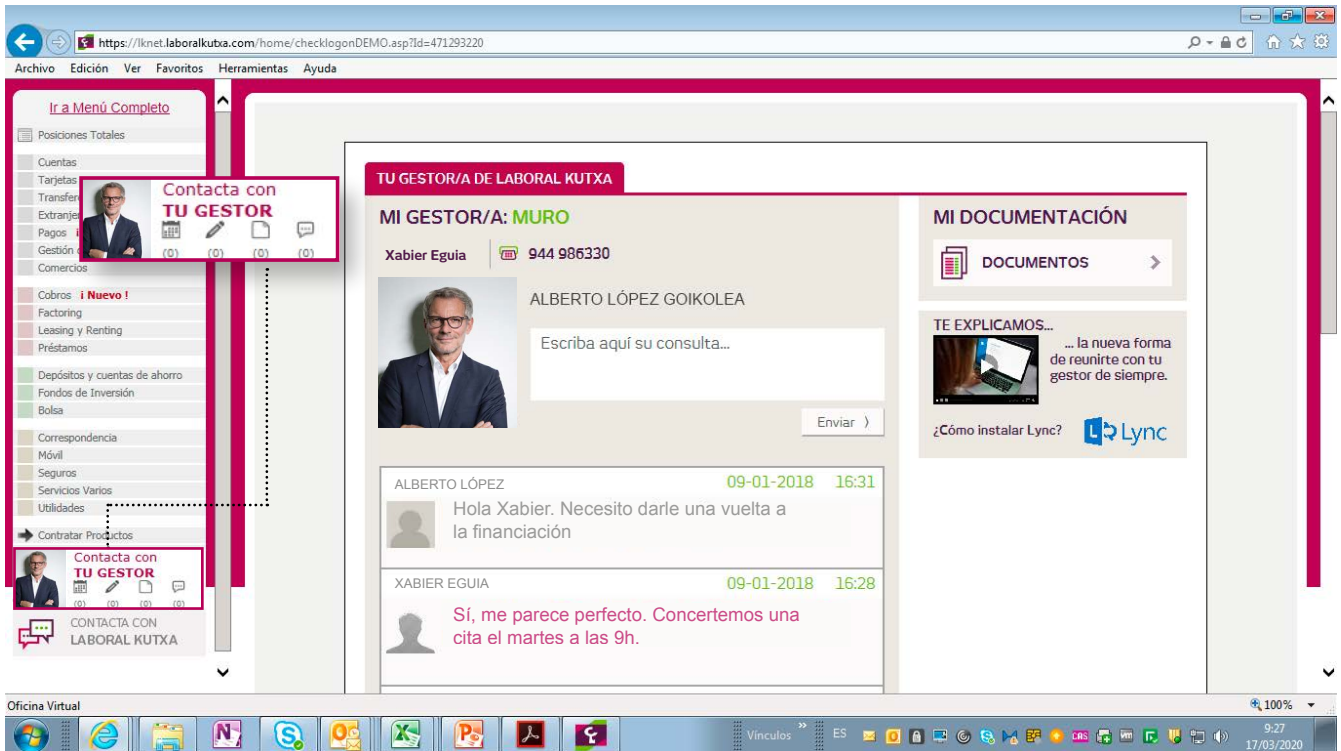 https://lknet.laboralkutxa.com/home/checklogonDEMO.asp?Id=471293220
Archivo Edición Ver Favoritos Herramientas Ayuda
Ir a Menú Completo
Posiciones Totales
Cuentas
Tarjetas
Transfer
Extranje
Pagos
Gestión
Comercios
Cobros ¡ Nuevo !
Factoring
Leasing y Renting
Préstamos
Depósitos y cuentas de ahorro
Fondos de Inversión
Bolsa
Correspondencia
Móvil
Seguros
Servicios Varios
Utilidades
Contratar Productos
Contacta con
TU GESTOR
(0) (0) (0) (0)
CONTACTA CON
LABORAL KUTXA
Contacta con
TU GESTOR
(0) (0) (0) (0)
TU GESTOR/A DE LABORAL KUTXA
MI GESTOR/A: MURO
Xabier Eguia 944 986330
ALBERTO LÓPEZ GOIKOLEA
Escriba aquí su consulta...
Enviar
ALBERTO LÓPEZ 09-01-2018 16:31
Hola Xabier. Necesito darle una vuelta a
la financiación
XABIER EGUIA 09-01-2018 16:28
Sí, me parece perfecto. Concertemos una
cita el martes a las 9h.
MI DOCUMENTACIÓN
DOCUMENTOS
TE EXPLICAMOS...
... la nueva forma
de reunirte con tu
gestor de siempre.
¿Cómo instalar Lync? Lync
Oficina Virtual 100%
Vínculos ES 9:27
17/03/2020